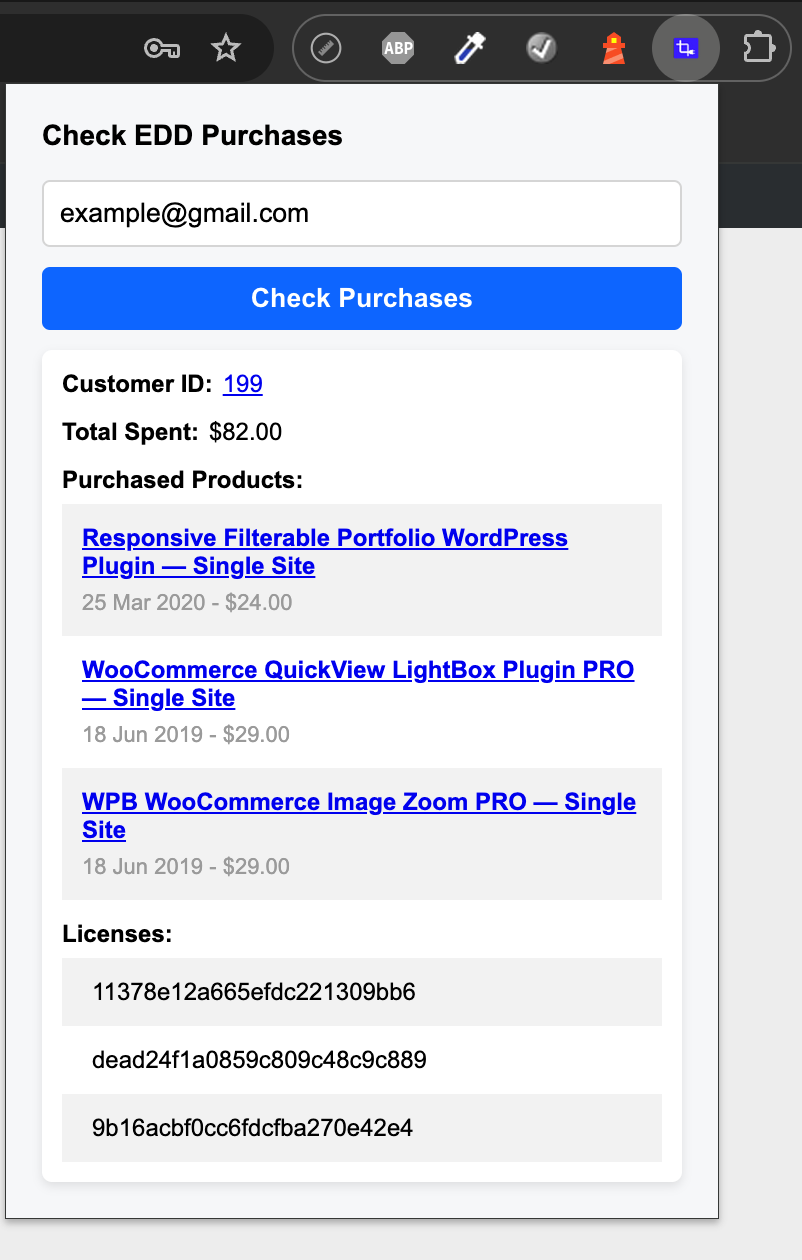 ABP
Check EDD Purchases
example@gmail.com
Check Purchases
Customer ID: 199
Total Spent: $82.00
Purchased Products:
Responsive Filterable Portfolio WordPress
Plugin — Single Site
25 Mar 2020 - $24.00
WooCommerce QuickView LightBox Plugin PRO
— Single Site
18 Jun 2019 - $29.00
WPB WooCommerce Image Zoom PRO — Single
Site
18 Jun 2019 - $29.00
Licenses:
11378e12a665efdc221309bb6
dead24f1a0859c809c48c9c889
9b16acbf0cc6fdcfba270e42e4